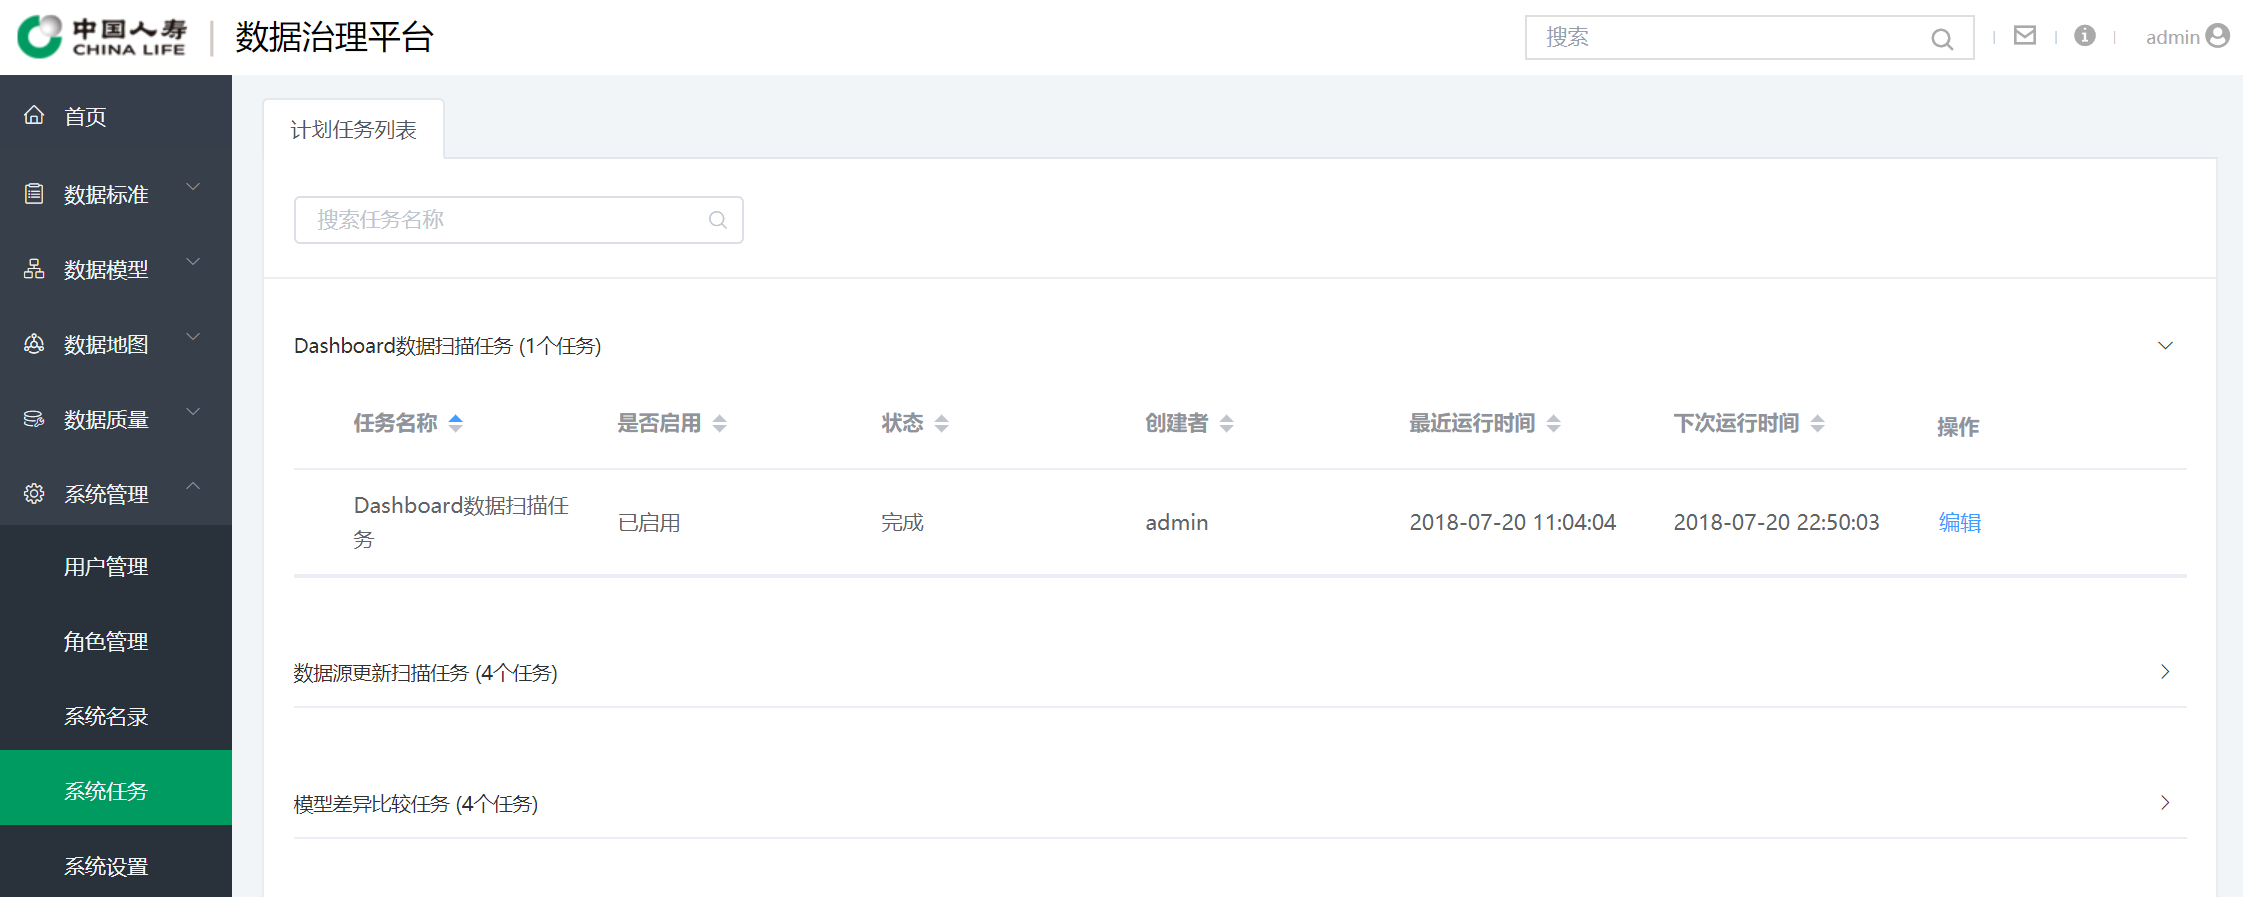 中国人寿
CHINA LIFE
数据治理平台
搜索
admin
首页
数据标准
数据模型
数据地图
数据质量
系统管理
用户管理
角色管理
系统名录
系统任务
系统设置
计划任务列表
搜索任务名称
Dashboard数据扫描任务 (1个任务)
任务名称 是否启用 状态 创建者 最近运行时间 下次运行时间 操作
Dashboard数据扫描任
务
已启用 完成 admin 2018-07-20 11:04:04 2018-07-20 22:50:03 编辑
数据源更新扫描任务 (4个任务)
模型差异比较任务 (4个任务)